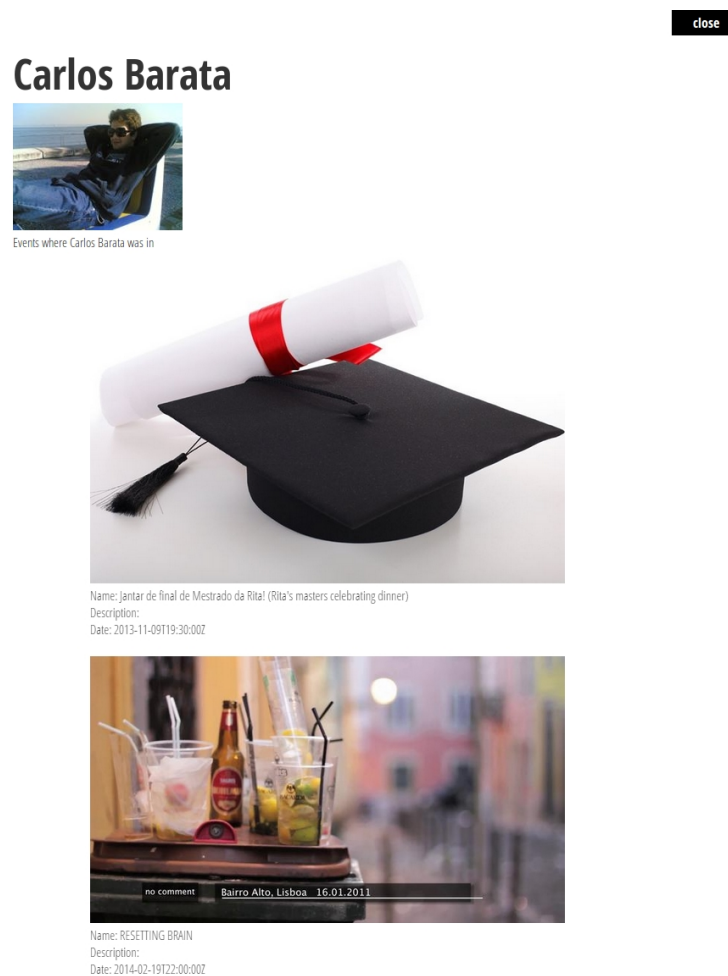 close
Carlos Barata
Events where Carlos Barata was in
Name: Jantar de final de Mestrado da Rita! (Rita's masters celebrating dinner)
Description:
Date: 2013-11-09T19:30:00Z
no comment
Bairro Alto, Lisboa 16.01.2011
Name: RESETTING BRAIN
Description:
Date: 2014-02-19T22:00:00Z